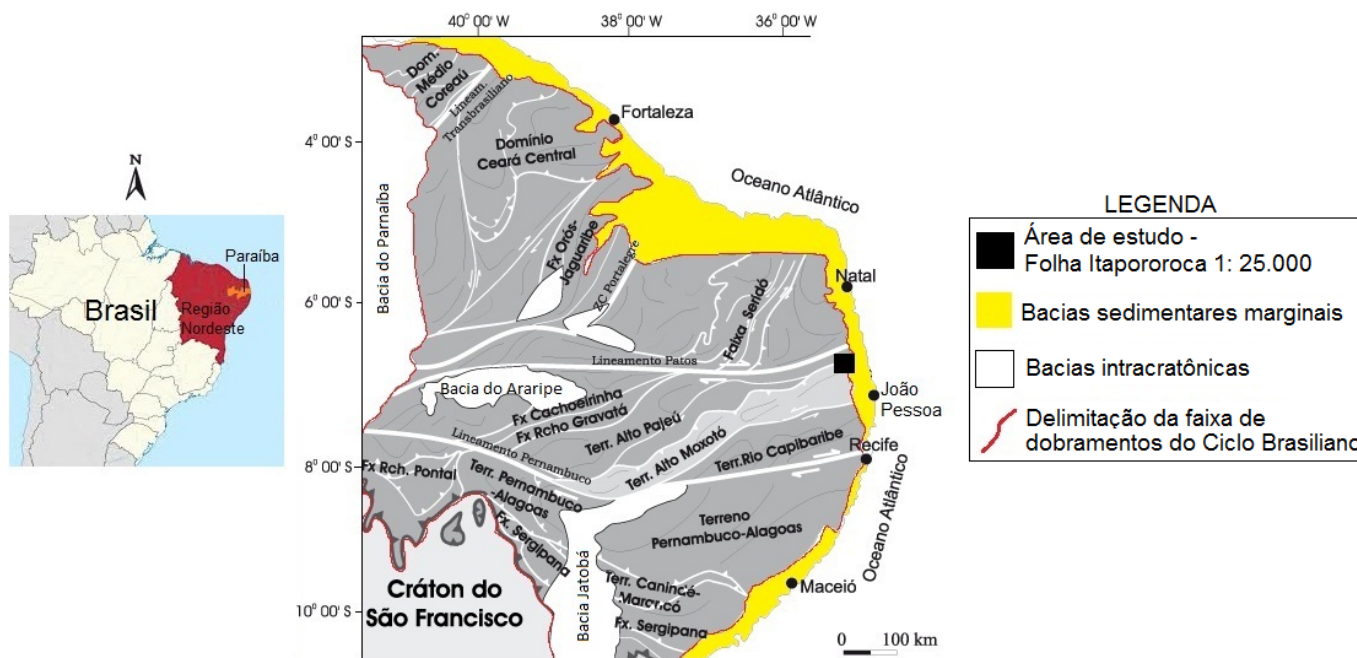 40° 00' W
38° 00' W
36° 00' W
4° 00' S
6° 00' S
8° 00' S
10° 00' S
N
Brasil
Região
Nordeste
Paraíba
Bacia do Parnaíba
Dom.
Médio
Coreaú
Lineam.
Transbrasiliano
Domínio
Ceará Central
Fortaleza
Oceano Atlântico
Fx Orós-
Jaguaribe
ZC Portalegre
Faixa seridó
Natal
Lineamento Patos
Bacia do Araripe
Fx Cachoeirinha
Fx Rcho Gravatá
Terr. Alto Pajeú
Terr. Alto Moxotó
Terr.Rio Capibaribe
João
Pessoa
Recife
Lineamento Pernambuco
Fx Rch. Pontal
Terr. Pernambuco
-Alagoas
Fx. Sergipana
Terreno
Pernambuco-Alagoas
Oceano Atlântico
Cráton do
São Francisco
Bacia Jatobá
Terr. Canincé-
Marancó
Fx. Sergipana
Maceió
0 100 km
LEGENDA
Área de estudo -
Folha Itapororoca 1: 25.000
Bacias sedimentares marginais
Bacias intracratônicas
Delimitação da faixa de
dobramentos do Ciclo Brasiliano